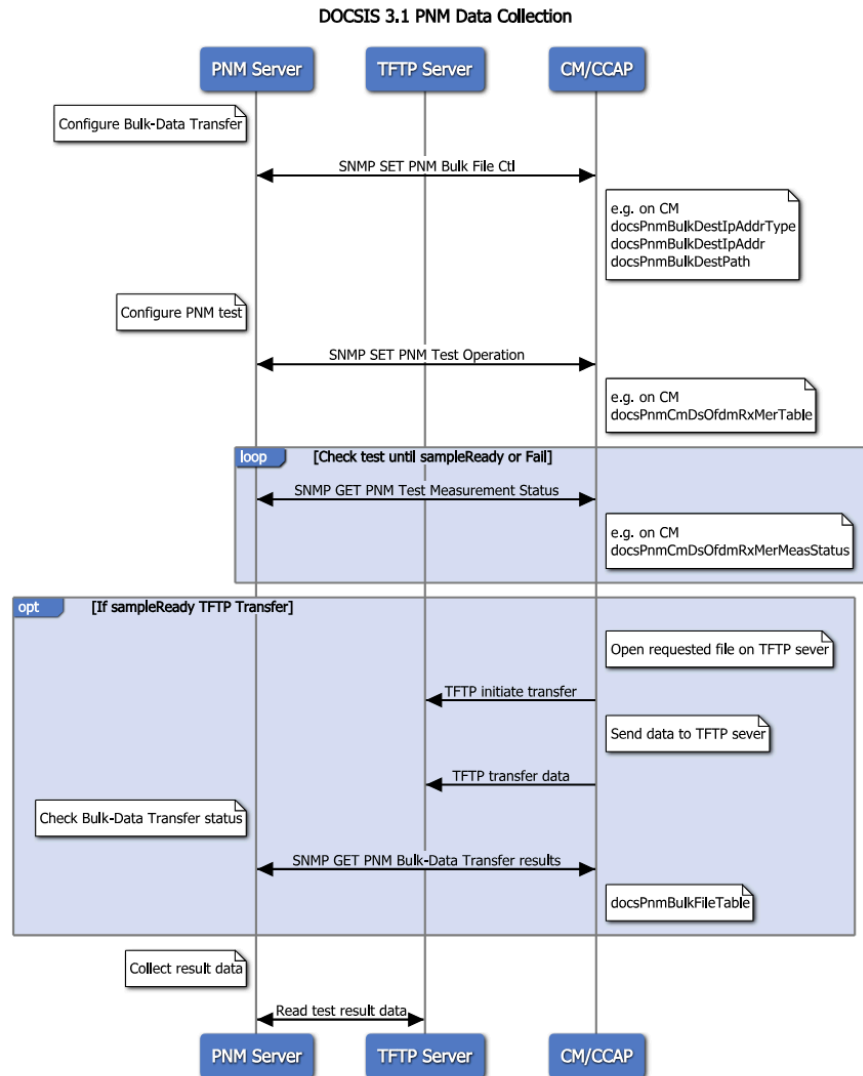 DOCSIS 3.1 PNM Data Collection
PNM Server
TFTP Server
CM/CCAP
Configure Bulk-Data Transfer
SNMP SET PNM Bulk File Ctl
e.g. on CM
docsPnmBulkDestIpAddrType
docsPnmBulkDestIpAddr
docsPnmBulkDestPath
Configure PNM test
SNMP SET PNM Test Operation
e.g. on CM
docsPnmCmDsOfdmRxMerTable
loop
[Check test until sampleReady or Fail]
SNMP GET PNM Test Measurement Status
e.g. on CM
docsPnmCmDsOfdmRxMerMeasStatus
opt
[If sampleReady TFTP Transfer]
Open requested file on TFTP sever
TFTP initiate transfer
Send data to TFTP sever
TFTP transfer data
Check Bulk-Data Transfer status
SNMP GET PNM Bulk-Data Transfer results
docsPnmBulkFileTable
Collect result data
Read test result data
PNM Server
TFTP Server
CM/CCAP